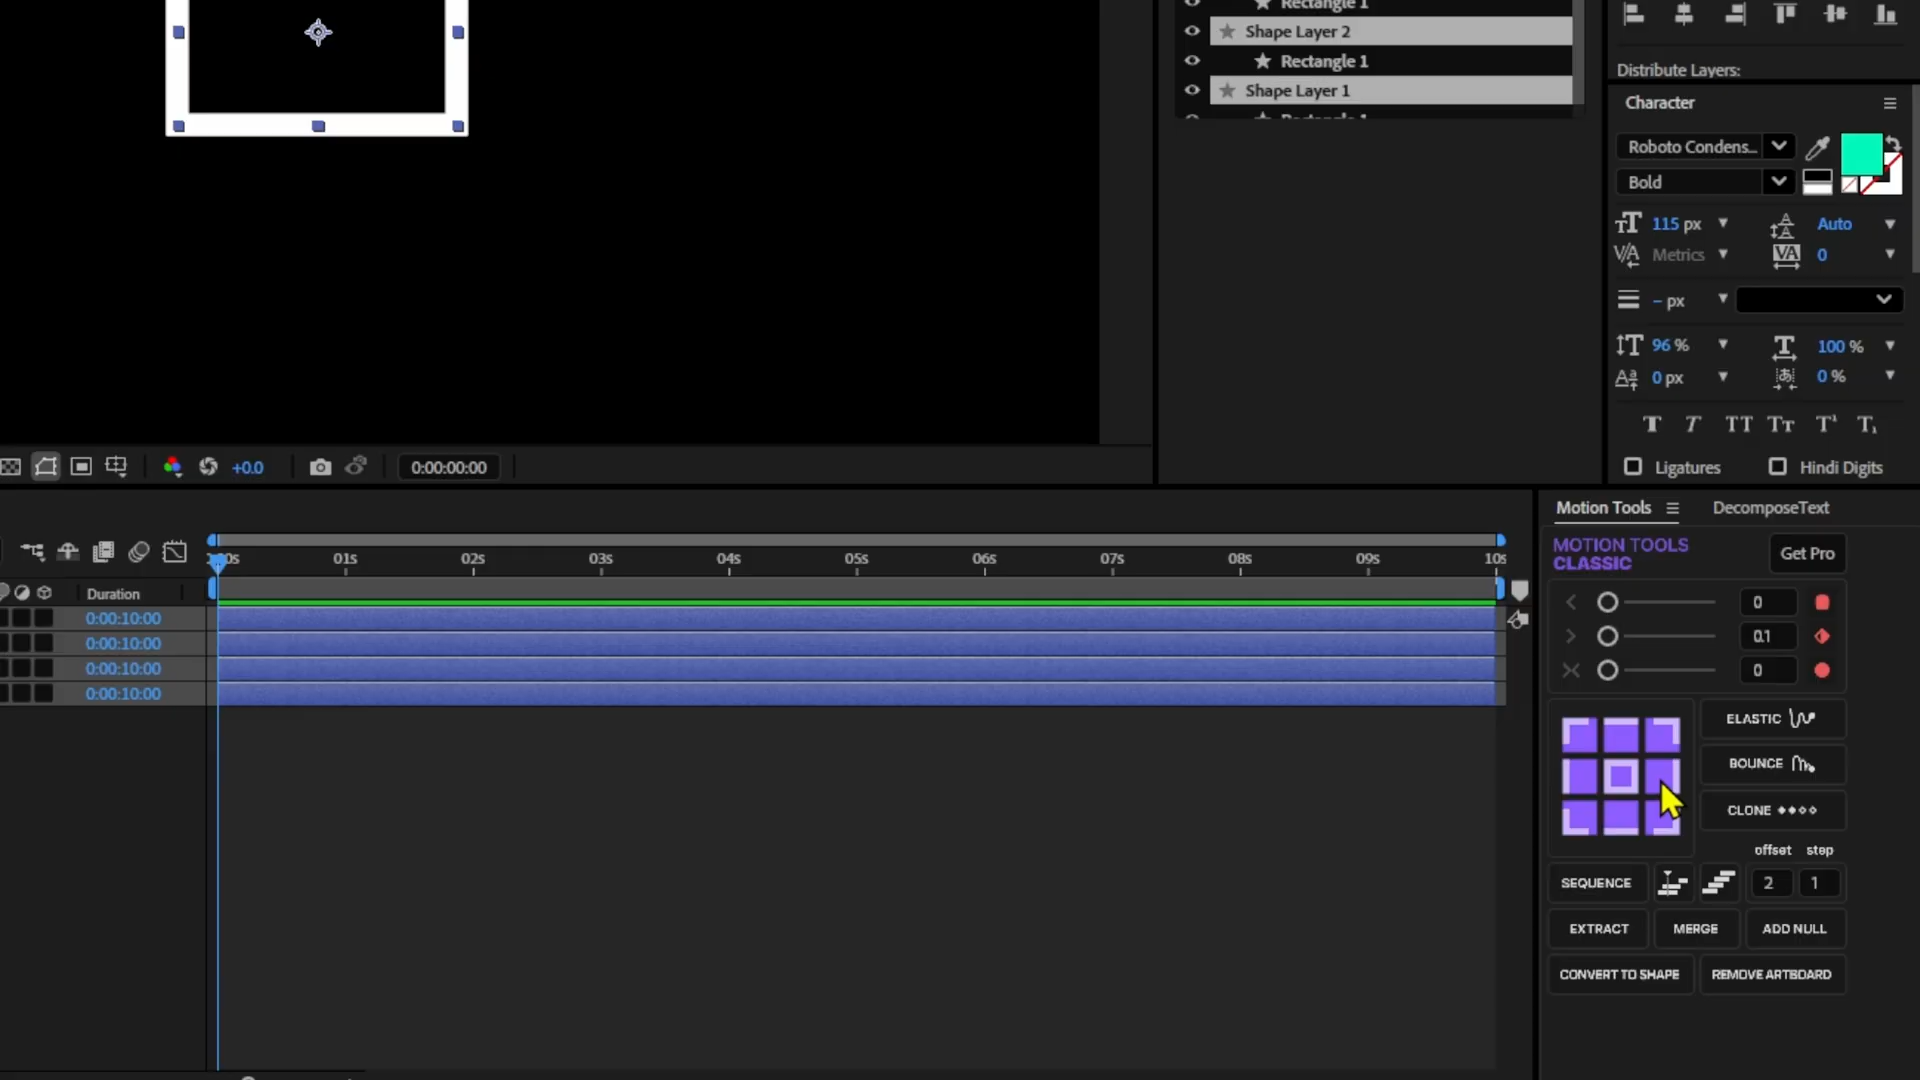 Rectangle 1
Shape Layer 2
Rectangle 1
Shape Layer 1
Rectangle 1
Distribute Layers:
Character
Roboto Condens...
Bold
115 px
Auto
Metrics
0
- px
96 %
100 %
0 px
0 %
Ligatures
Hindi Digits
+0.0
0:00:00:00
01s
02s
03s
04s
05s
06s
07s
08s
09s
10s
Duration
0:00:10:00
0:00:10:00
0:00:10:00
0:00:10:00
Motion Tools
DecomposeText
MOTION TOOLS
CLASSIC
Get Pro
0
0.1
0
ELASTIC
BOUNCE
CLONE
offset
step
SEQUENCE
2
1
EXTRACT
MERGE
ADD NULL
CONVERT TO SHAPE
REMOVE ARTBOARD